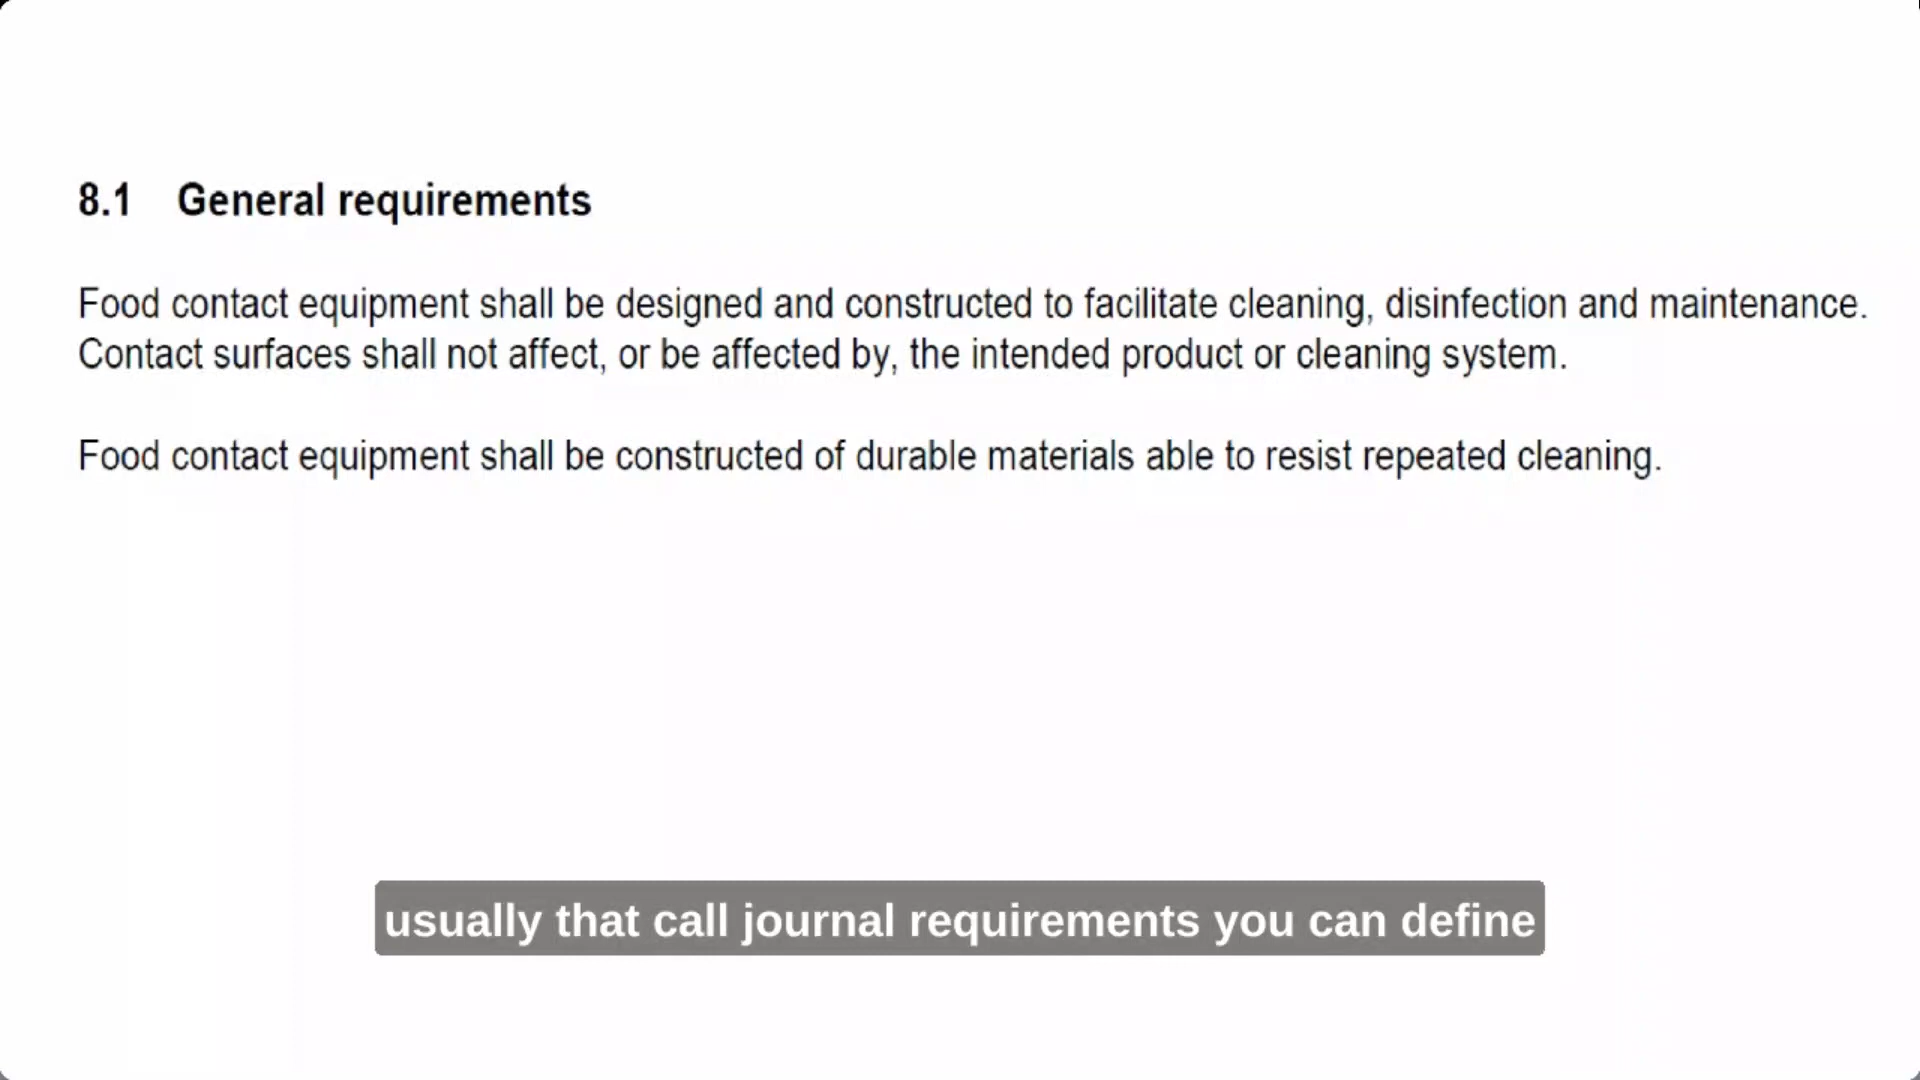 8.1 General requirements
Food contact equipment shall be designed and constructed to facilitate cleaning, disinfection and maintenance.
Contact surfaces shall not affect, or be affected by, the intended product or cleaning system.
Food contact equipment shall be constructed of durable materials able to resist repeated cleaning.
usually that call journal requirements you can define